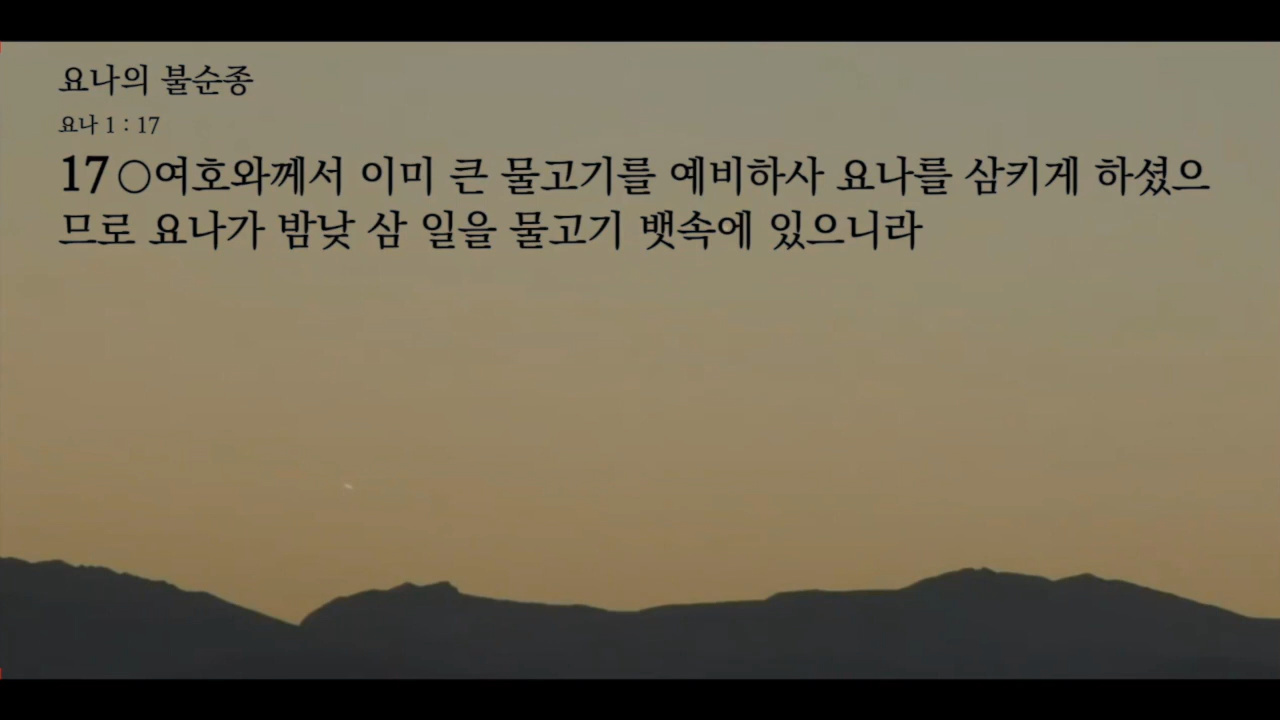 요나의 불순종
요나 1 : 17
17○여호와께서 이미 큰 물고기를 예비하사 요나를 삼키게 하셨으
므로 요나가 밤낮 삼 일을 물고기 뱃속에 있으니라